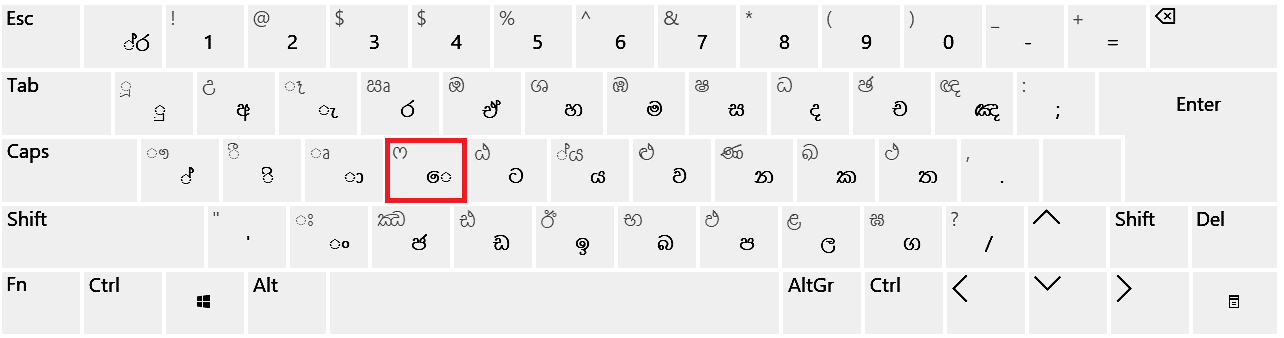 Esc ්‍ර ! 1 @ 2 $ 3 $ 4 % 5 ^ 6 & 7 * 8 ( 9 ) 0 _ - + =
Tab ූ ු උ අ ෑ ැ ඍ ර ඔ ඒ ශ හ ඹ ම ෂ ස ධ ද ඡ ච ඥ ඤ : ; Enter
Caps ෟ ් ී ි ෘ ා ෆ ෙ ඨ ට ්‍ය ය ළු ව ණ න ඛ ක ථ ත , .
Shift " ' ඃ ං ඣ ජ ඪ ඩ ඊ ඉ භ බ ඵ ප ළ ල ඝ ග ? / Shift Del
Fn Ctrl Alt AltGr Ctrl